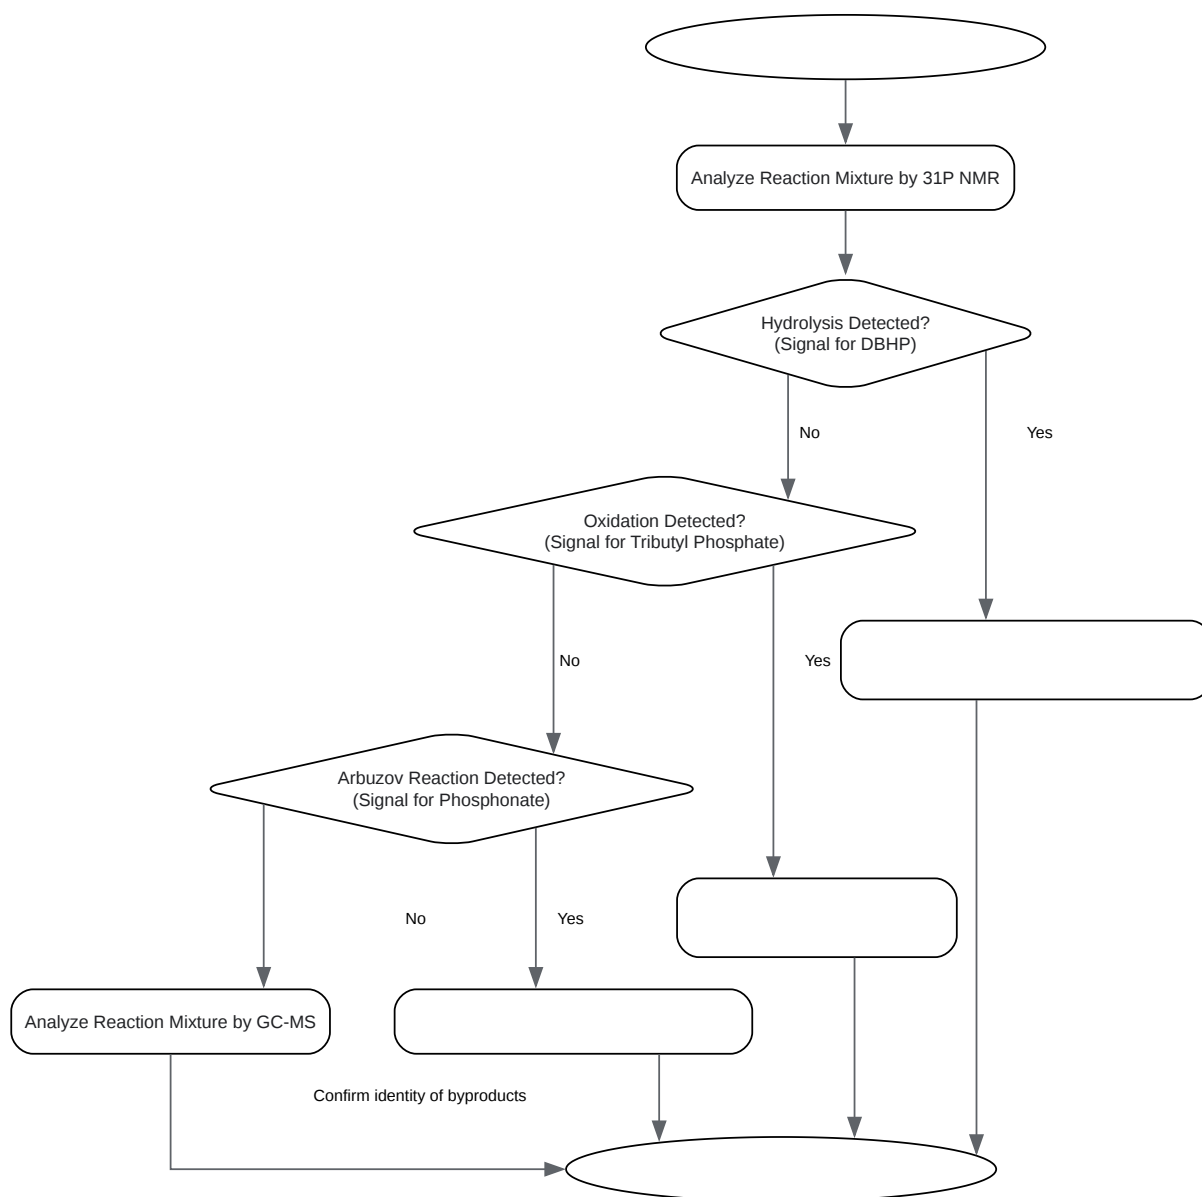 Analyze Reaction Mixture by 31P NMR
Hydrolysis Detected?
(Signal for DBHP)
No
Yes
Oxidation Detected?
(Signal for Tributyl Phosphate)
No
Yes
Arbuzov Reaction Detected?
(Signal for Phosphonate)
No
Yes
Analyze Reaction Mixture by GC-MS
Confirm identity of byproducts